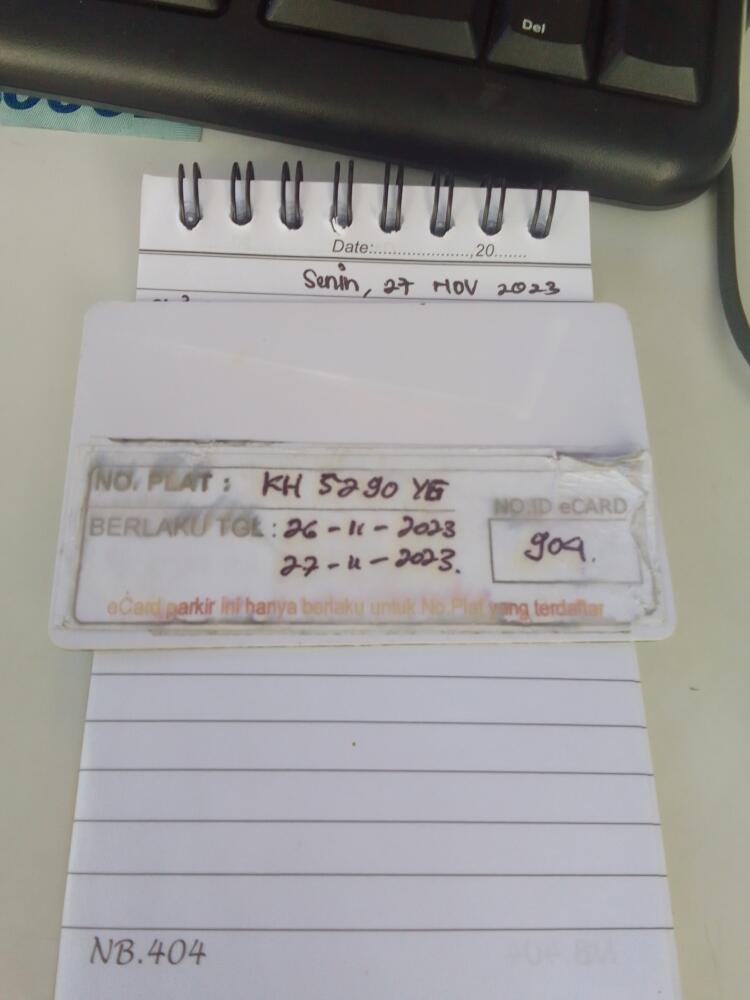 Del
Date:....................,20.......
Senin, 27 NOV 2023
NO. PLAT : KH 5290 YG
BERLAKU TGL : 26 - 11 - 2023
27 - 11 - 2023.
NO.ID eCARD
909.
eCard parkir ini hanya berlaku untuk No.Plat yang terdaftar
NB.404